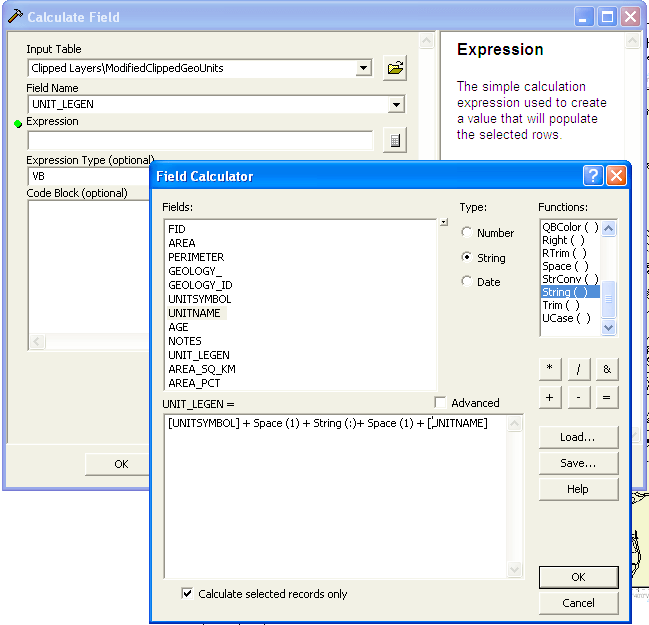 Calculate Field
Input Table
Clipped Layers\ModifiedClippedGeoUnits
Field Name
UNIT_LEGEN
Expression
Expression Type (optional)
VB
Code Block (optional)
OK
Expression
The simple calculation
expression used to create
a value that will populate
the selected rows.
Field Calculator
Fields:
FID
AREA
PERIMETER
GEOLOGY_
GEOLOGY_ID
UNITSYMBOL
UNITNAME
AGE
NOTES
UNIT_LEGEN
AREA_SQ_KM
AREA_PCT
Type:
Number
String
Date
Functions:
QBColor ( )
Right ( )
RTrim ( )
Space ( )
StrConv ( )
String ( )
Trim ( )
UCase ( )
* / &
+ - =
UNIT_LEGEN =
Advanced
[UNITSYMBOL] + Space (1) + String (:)+ Space (1) + [UNITNAME]
Load...
Save...
Help
Calculate selected records only
OK
Cancel